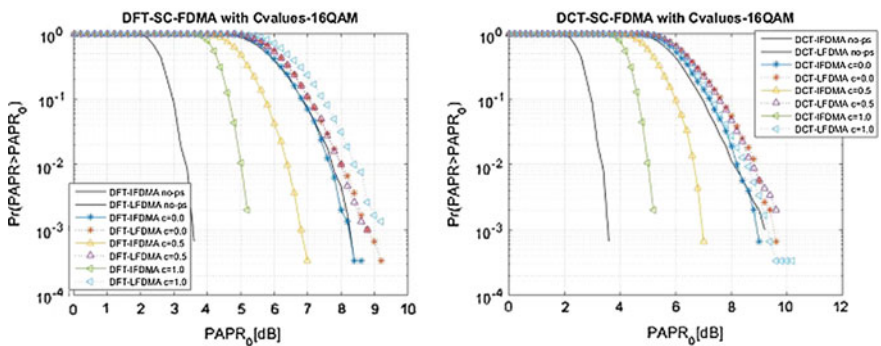 DFT-SC-FDMA with Cvalues-16QAM
10^0
10^-1
10^-2
10^-3
10^-4
Pr(PAPR>PAPR_0)
DFT-IFDMA no-ps
DFT-LFDMA no-ps
DFT-IFDMA c=0.0
DFT-LFDMA c=0.0
DFT-IFDMA c=0.5
DFT-LFDMA c=0.5
DFT-IFDMA c=1.0
DFT-LFDMA c=1.0
0 1 2 3 4 5 6 7 8 9 10
PAPR_0[dB]
DCT-SC-FDMA with Cvalues-16QAM
10^0
10^-1
10^-2
10^-3
10^-4
Pr(PAPR>PAPR_0)
DCT-IFDMA no-ps
DCT-LFDMA no-ps
DCT-IFDMA c=0.0
DCT-LFDMA c=0.0
DCT-IFDMA c=0.5
DCT-LFDMA c=0.5
DCT-IFDMA c=1.0
DCT-LFDMA c=1.0
0 2 4 6 8 10 12
PAPR_0[dB]